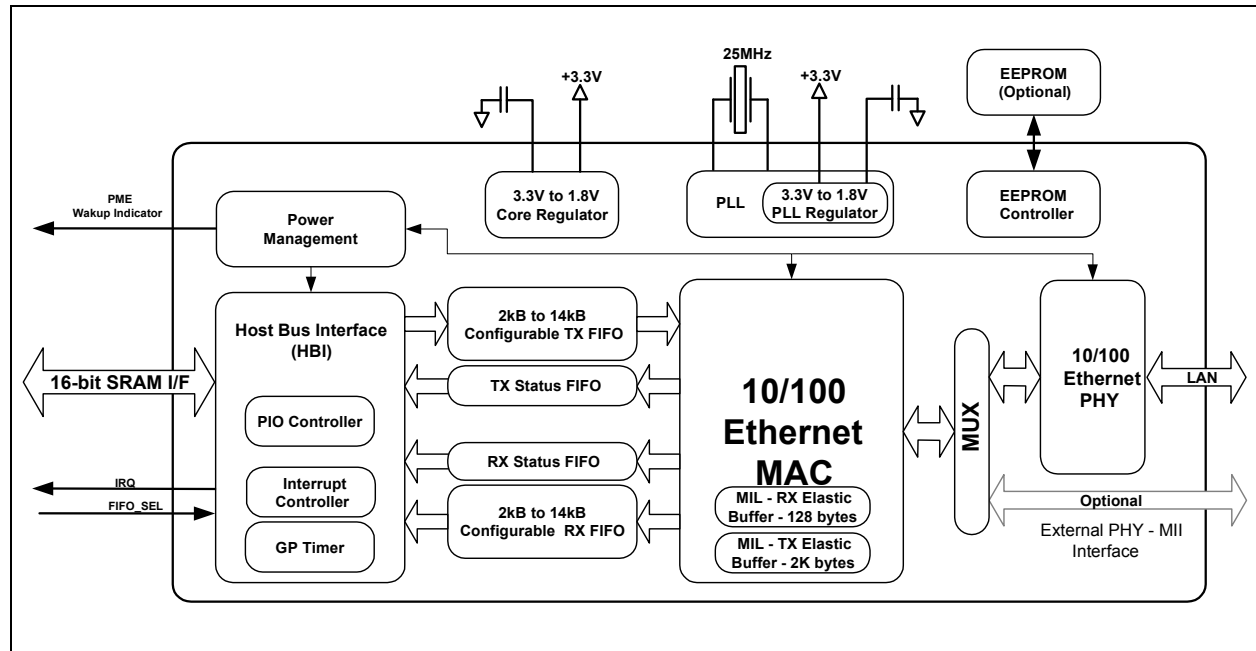 25MHz
+3.3V
+3.3V
EEPROM
(Optional)
3.3V to 1.8V
Core Regulator
PLL
3.3V to 1.8V
PLL Regulator
EEPROM
Controller
PME
Wakup Indicator
Power
Management
Host Bus Interface
(HBI)
2kB to 14kB
Configurable TX FIFO
16-bit SRAM I/F
TX Status FIFO
PIO Controller
RX Status FIFO
IRQ
FIFO_SEL
Interrupt
Controller
2kB to 14kB
Configurable RX FIFO
GP Timer
10/100
Ethernet
MAC
MIL - RX Elastic
Buffer - 128 bytes
MIL - TX Elastic
Buffer - 2K bytes
MUX
10/100
Ethernet
PHY
LAN
Optional
External PHY - MII
Interface